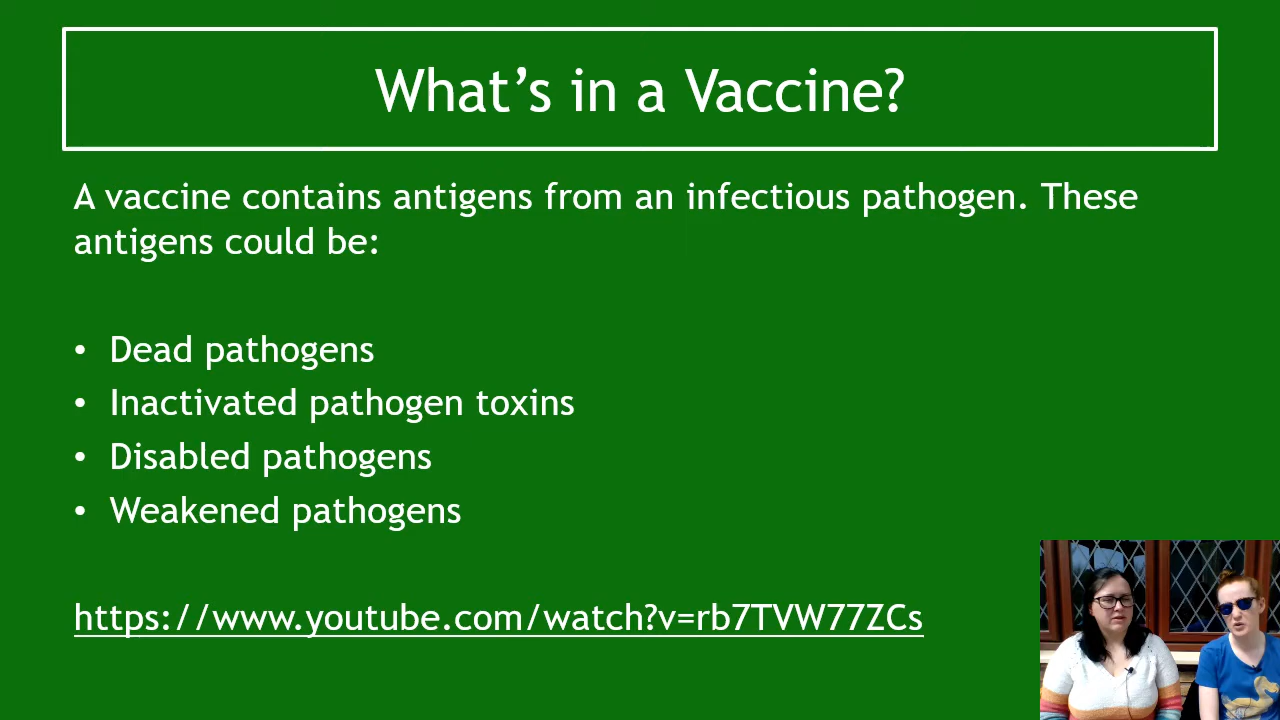 What's in a Vaccine?
A vaccine contains antigens from an infectious pathogen. These
antigens could be:
• Dead pathogens
• Inactivated pathogen toxins
• Disabled pathogens
• Weakened pathogens
https://www.youtube.com/watch?v=rb7TVW77ZCs